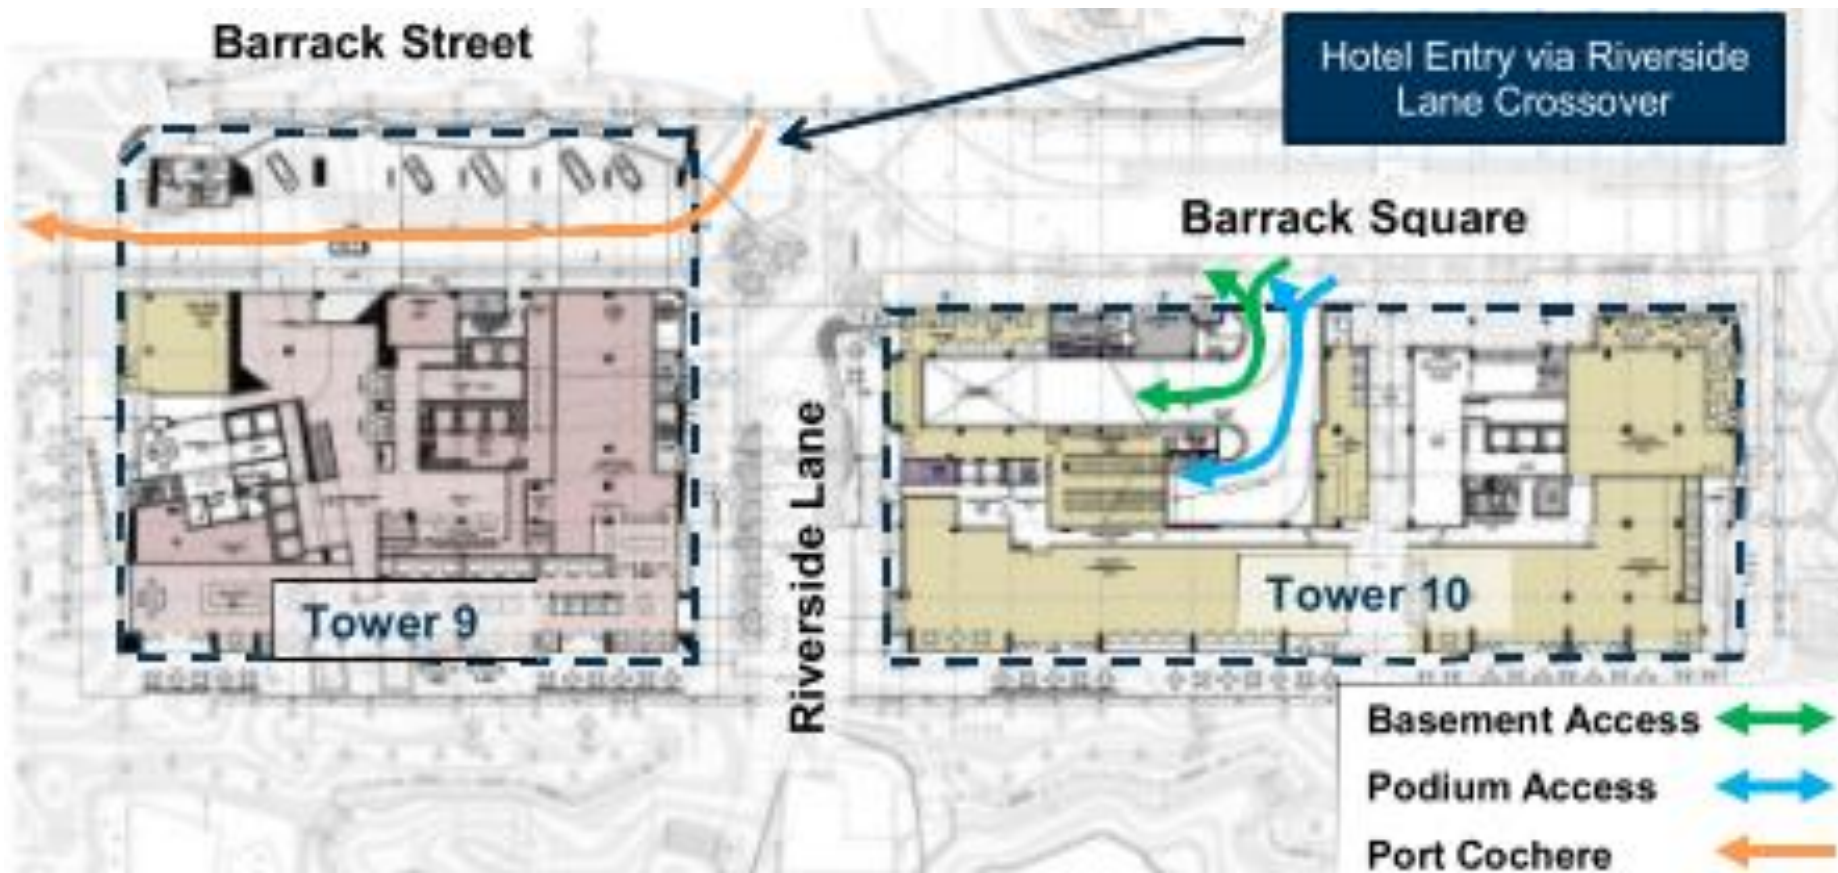 Barrack Street
Hotel Entry via Riverside
Lane Crossover
Barrack Square
Riverside Lane
Tower 9
Tower 10
Basement Access
Podium Access
Port Cochere